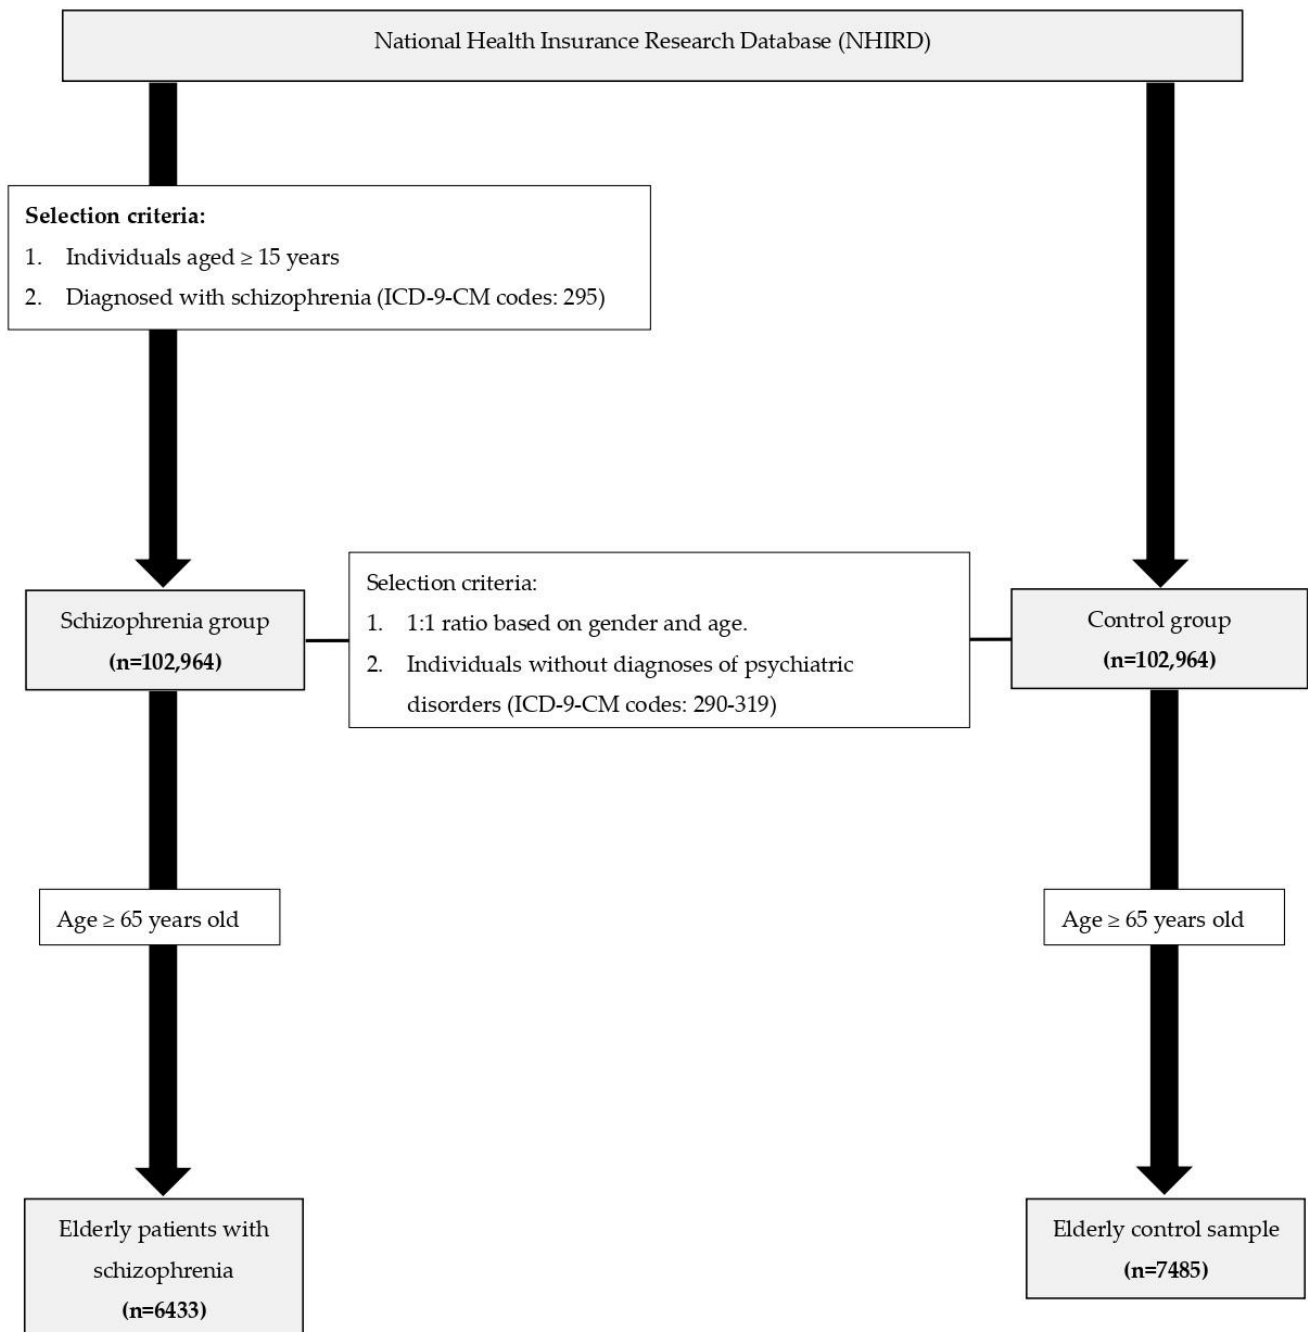 National Health Insurance Research Database (NHIRD)
Selection criteria:
1. Individuals aged ≥ 15 years
2. Diagnosed with schizophrenia (ICD-9-CM codes: 295)
Schizophrenia group
(n=102,964)
Selection criteria:
1. 1:1 ratio based on gender and age.
2. Individuals without diagnoses of psychiatric
disorders (ICD-9-CM codes: 290-319)
Control group
(n=102,964)
Age ≥ 65 years old
Age ≥ 65 years old
Elderly patients with
schizophrenia
(n=6433)
Elderly control sample
(n=7485)